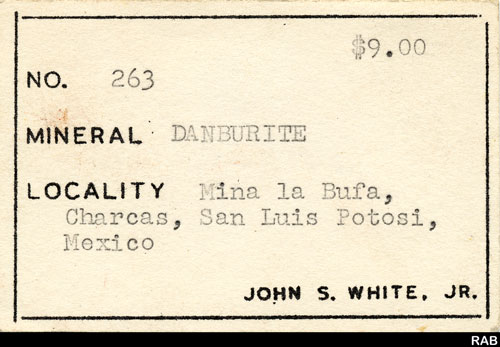 $9.00
NO. 263
MINERAL DANBURITE
LOCALITY Mina la Bufa,
Charcas, San Luis Potosi,
Mexico
JOHN S. WHITE, JR.
RAB